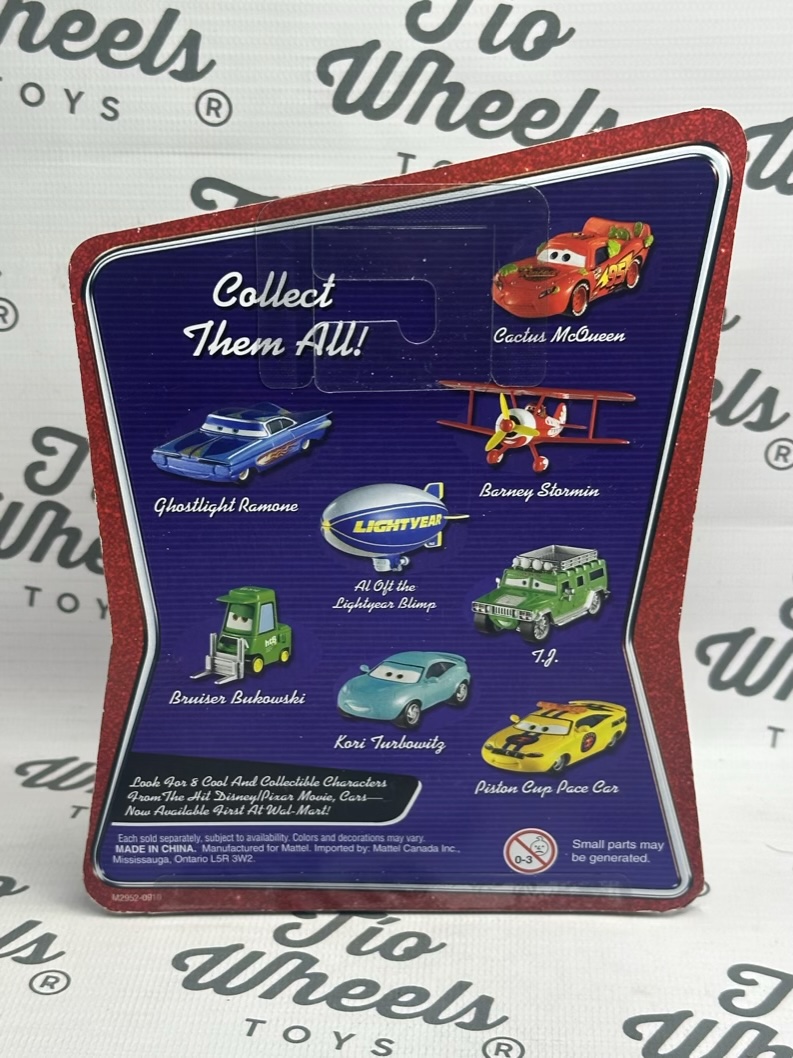 Tio
Wheels
TOYS ®
Collect
Them All!
95
Cactus McQueen
Ghostlight Ramone
Barney Stormin
LIGHTYEAR
Al Oft the
Lightyear Blimp
T.J.
Bruiser Bukowski
Kori Turbowitz
Piston Cup Pace Car
Look For 8 Cool And Collectible Characters
From The Hit Disney/Pixar Movie, Cars—
Now Available First At Wal-Mart!
Each sold separately, subject to availability. Colors and decorations may vary.
MADE IN CHINA. Manufactured for Mattel. Imported by: Mattel Canada Inc.,
Mississauga, Ontario L5R 3W2.
0-3
Small parts may
be generated.
Tio
Wheels
TOYS ®